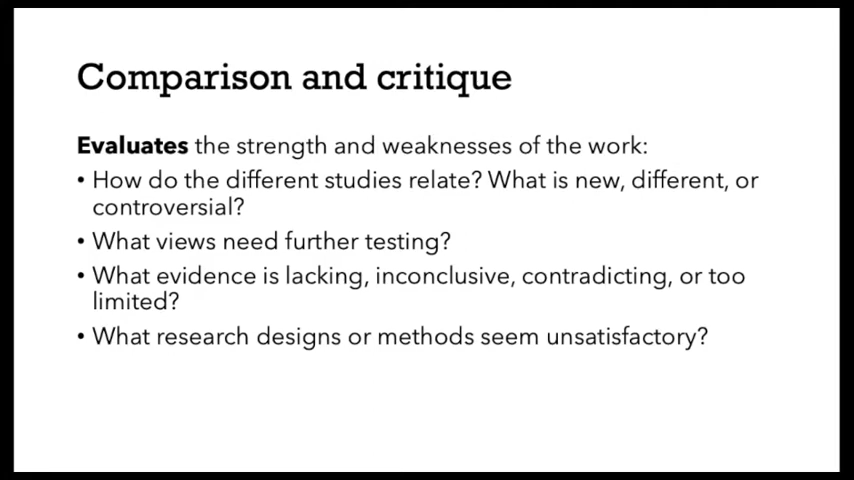 Comparison and critique
Evaluates the strength and weaknesses of the work:
• How do the different studies relate? What is new, different, or
controversial?
• What views need further testing?
• What evidence is lacking, inconclusive, contradicting, or too
limited?
• What research designs or methods seem unsatisfactory?